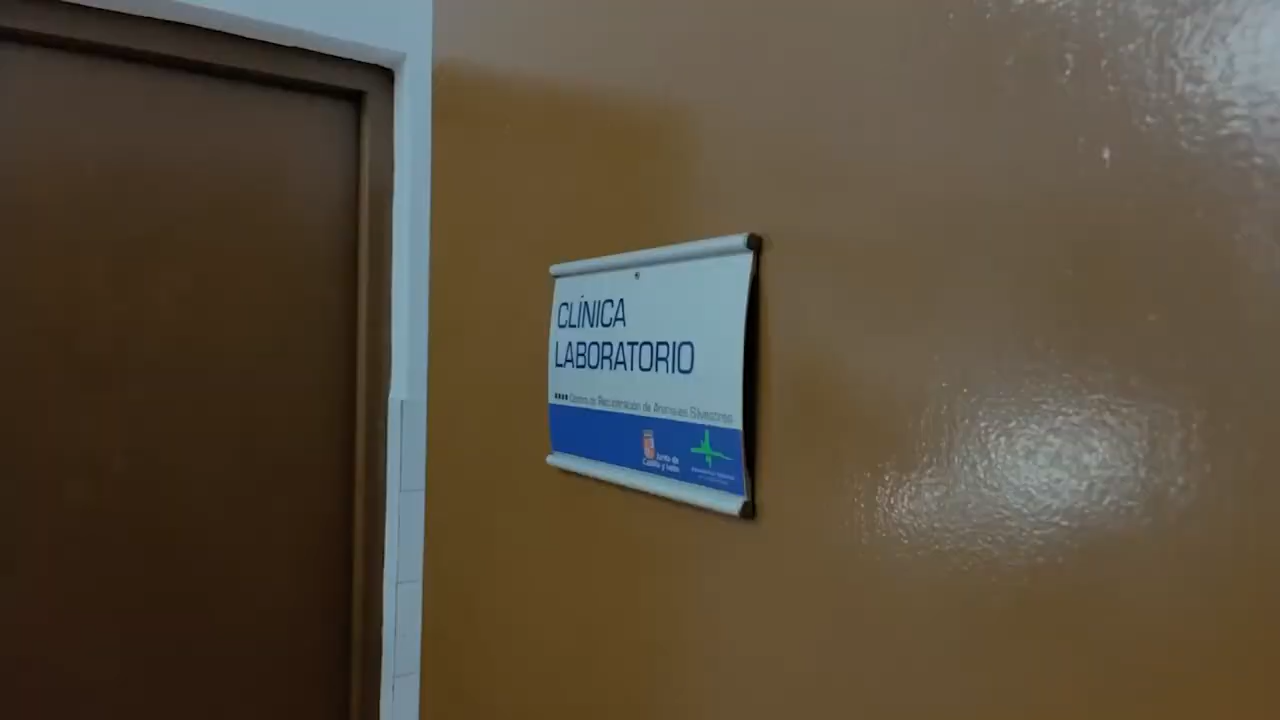 CLÍNICA
LABORATORIO
Centro de Recuperación de Animales Silvestres
Junta de
Castilla y León